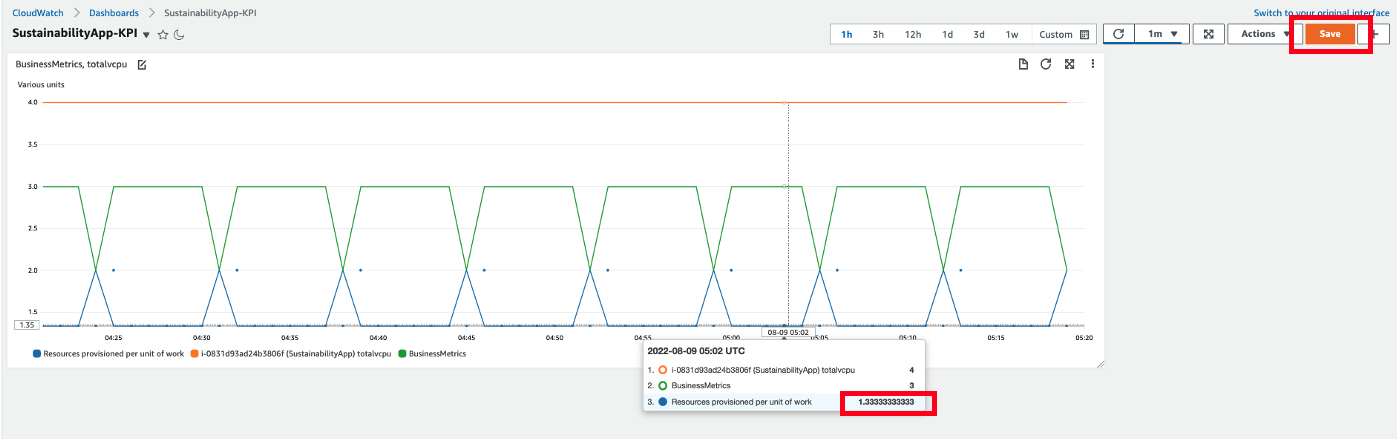 CloudWatch > Dashboards > SustainabilityApp-KPI
Switch to your original interface
SustainabilityApp-KPI
1h 3h 12h 1d 3d 1w Custom 1m Actions Save
BusinessMetrics, totalvcpu
Various units
4.0
3.5
3.0
2.5
2.0
1.5
1.35
04:25 04:30 04:35 04:40 04:45 04:50 04:55 05:00 05:05 05:10 05:15 05:20
08-09 05:02
Resources provisioned per unit of work i-0831d93ad24b3806f (SustainabilityApp) totalvcpu BusinessMetrics
2022-08-09 05:02 UTC
1. i-0831d93ad24b3806f (SustainabilityApp) totalvcpu 4
2. BusinessMetrics 3
3. Resources provisioned per unit of work 1.33333333333